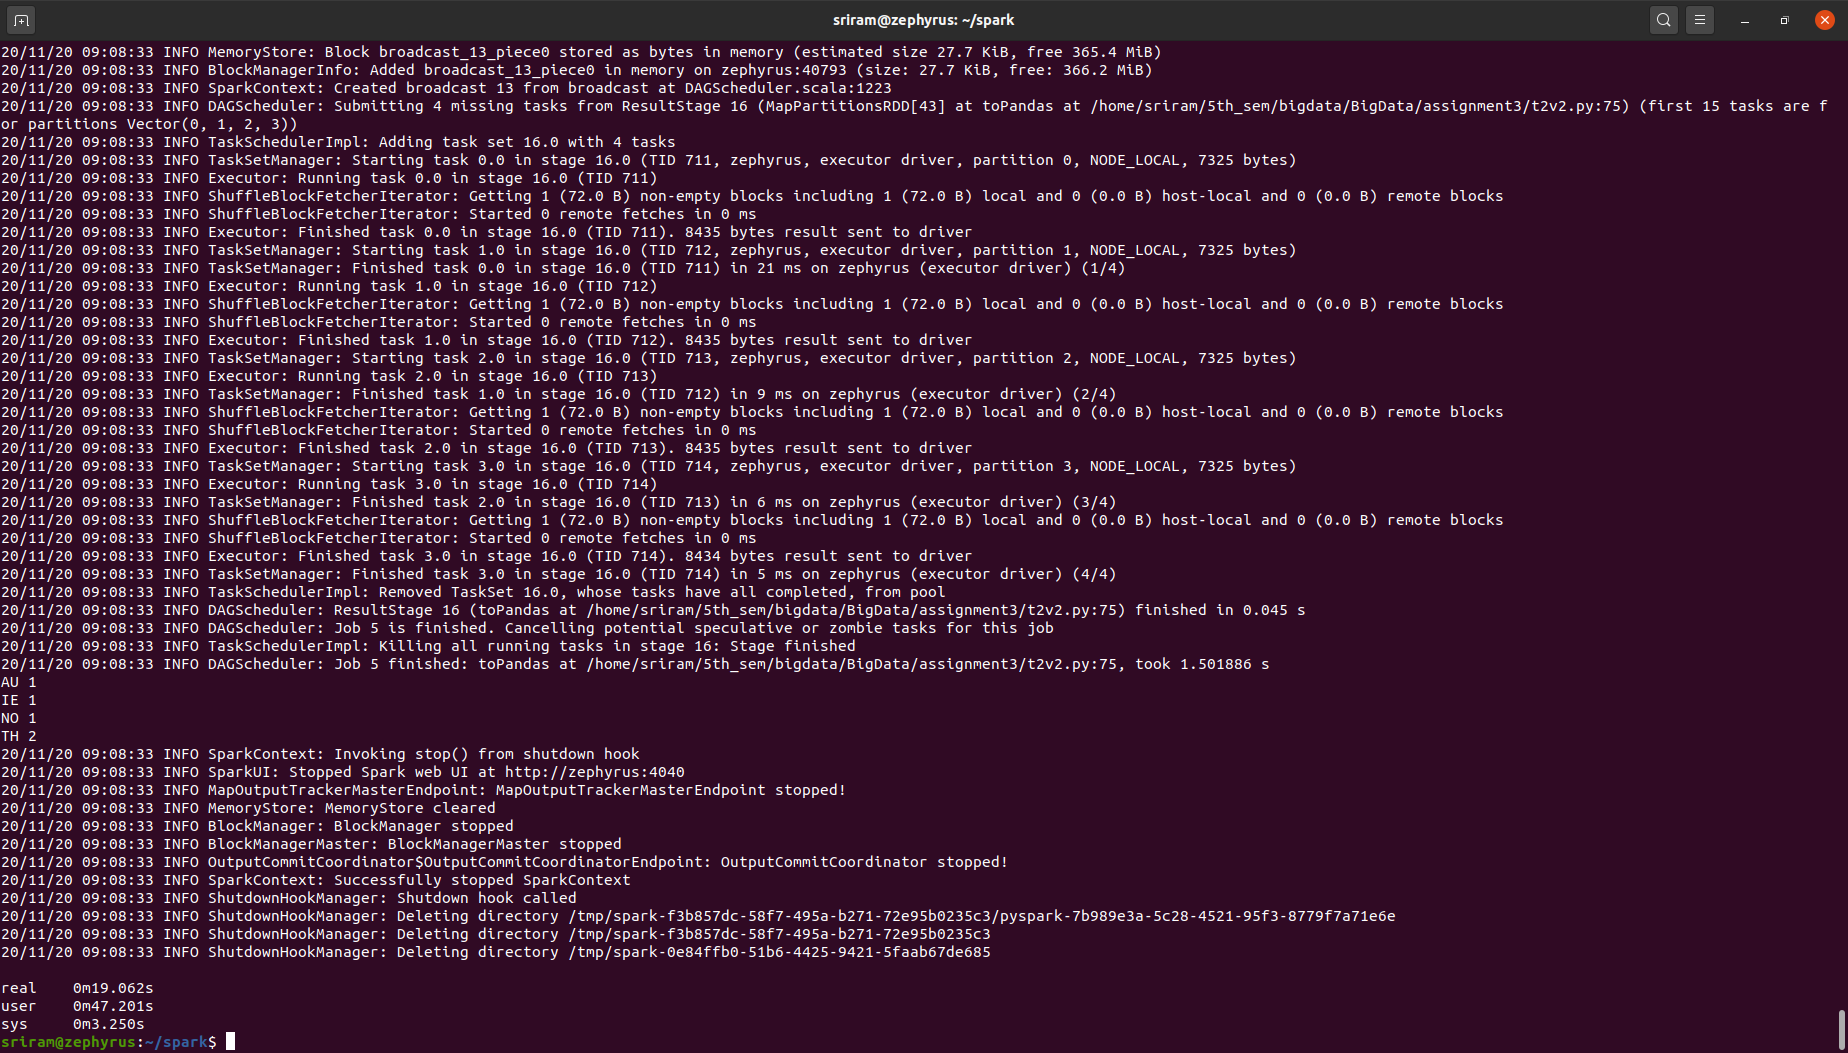 sriram@zephyrus: ~/spark
20/11/20 09:08:33 INFO MemoryStore: Block broadcast_13_piece0 stored as bytes in memory (estimated size 27.7 KiB, free 365.4 MiB)
20/11/20 09:08:33 INFO BlockManagerInfo: Added broadcast_13_piece0 in memory on zephyrus:40793 (size: 27.7 KiB, free: 366.2 MiB)
20/11/20 09:08:33 INFO SparkContext: Created broadcast 13 from broadcast at DAGScheduler.scala:1223
20/11/20 09:08:33 INFO DAGScheduler: Submitting 4 missing tasks from ResultStage 16 (MapPartitionsRDD[43] at toPandas at /home/sriram/5th_sem/bigdata/BigData/assignment3/t2v2.py:75) (first 15 tasks are f
or partitions Vector(0, 1, 2, 3))
20/11/20 09:08:33 INFO TaskSchedulerImpl: Adding task set 16.0 with 4 tasks
20/11/20 09:08:33 INFO TaskSetManager: Starting task 0.0 in stage 16.0 (TID 711, zephyrus, executor driver, partition 0, NODE_LOCAL, 7325 bytes)
20/11/20 09:08:33 INFO Executor: Running task 0.0 in stage 16.0 (TID 711)
20/11/20 09:08:33 INFO ShuffleBlockFetcherIterator: Getting 1 (72.0 B) non-empty blocks including 1 (72.0 B) local and 0 (0.0 B) host-local and 0 (0.0 B) remote blocks
20/11/20 09:08:33 INFO ShuffleBlockFetcherIterator: Started 0 remote fetches in 0 ms
20/11/20 09:08:33 INFO Executor: Finished task 0.0 in stage 16.0 (TID 711). 8435 bytes result sent to driver
20/11/20 09:08:33 INFO TaskSetManager: Starting task 1.0 in stage 16.0 (TID 712, zephyrus, executor driver, partition 1, NODE_LOCAL, 7325 bytes)
20/11/20 09:08:33 INFO TaskSetManager: Finished task 0.0 in stage 16.0 (TID 711) in 21 ms on zephyrus (executor driver) (1/4)
20/11/20 09:08:33 INFO Executor: Running task 1.0 in stage 16.0 (TID 712)
20/11/20 09:08:33 INFO ShuffleBlockFetcherIterator: Getting 1 (72.0 B) non-empty blocks including 1 (72.0 B) local and 0 (0.0 B) host-local and 0 (0.0 B) remote blocks
20/11/20 09:08:33 INFO ShuffleBlockFetcherIterator: Started 0 remote fetches in 0 ms
20/11/20 09:08:33 INFO Executor: Finished task 1.0 in stage 16.0 (TID 712). 8435 bytes result sent to driver
20/11/20 09:08:33 INFO TaskSetManager: Starting task 2.0 in stage 16.0 (TID 713, zephyrus, executor driver, partition 2, NODE_LOCAL, 7325 bytes)
20/11/20 09:08:33 INFO Executor: Running task 2.0 in stage 16.0 (TID 713)
20/11/20 09:08:33 INFO TaskSetManager: Finished task 1.0 in stage 16.0 (TID 712) in 9 ms on zephyrus (executor driver) (2/4)
20/11/20 09:08:33 INFO ShuffleBlockFetcherIterator: Getting 1 (72.0 B) non-empty blocks including 1 (72.0 B) local and 0 (0.0 B) host-local and 0 (0.0 B) remote blocks
20/11/20 09:08:33 INFO ShuffleBlockFetcherIterator: Started 0 remote fetches in 0 ms
20/11/20 09:08:33 INFO Executor: Finished task 2.0 in stage 16.0 (TID 713). 8435 bytes result sent to driver
20/11/20 09:08:33 INFO TaskSetManager: Starting task 3.0 in stage 16.0 (TID 714, zephyrus, executor driver, partition 3, NODE_LOCAL, 7325 bytes)
20/11/20 09:08:33 INFO Executor: Running task 3.0 in stage 16.0 (TID 714)
20/11/20 09:08:33 INFO TaskSetManager: Finished task 2.0 in stage 16.0 (TID 713) in 6 ms on zephyrus (executor driver) (3/4)
20/11/20 09:08:33 INFO ShuffleBlockFetcherIterator: Getting 1 (72.0 B) non-empty blocks including 1 (72.0 B) local and 0 (0.0 B) host-local and 0 (0.0 B) remote blocks
20/11/20 09:08:33 INFO ShuffleBlockFetcherIterator: Started 0 remote fetches in 0 ms
20/11/20 09:08:33 INFO Executor: Finished task 3.0 in stage 16.0 (TID 714). 8434 bytes result sent to driver
20/11/20 09:08:33 INFO TaskSetManager: Finished task 3.0 in stage 16.0 (TID 714) in 5 ms on zephyrus (executor driver) (4/4)
20/11/20 09:08:33 INFO TaskSchedulerImpl: Removed TaskSet 16.0, whose tasks have all completed, from pool
20/11/20 09:08:33 INFO DAGScheduler: ResultStage 16 (toPandas at /home/sriram/5th_sem/bigdata/BigData/assignment3/t2v2.py:75) finished in 0.045 s
20/11/20 09:08:33 INFO DAGScheduler: Job 5 is finished. Cancelling potential speculative or zombie tasks for this job
20/11/20 09:08:33 INFO TaskSchedulerImpl: Killing all running tasks in stage 16: Stage finished
20/11/20 09:08:33 INFO DAGScheduler: Job 5 finished: toPandas at /home/sriram/5th_sem/bigdata/BigData/assignment3/t2v2.py:75, took 1.501886 s
AU 1
IE 1
NO 1
TH 2
20/11/20 09:08:33 INFO SparkContext: Invoking stop() from shutdown hook
20/11/20 09:08:33 INFO SparkUI: Stopped Spark web UI at http://zephyrus:4040
20/11/20 09:08:33 INFO MapOutputTrackerMasterEndpoint: MapOutputTrackerMasterEndpoint stopped!
20/11/20 09:08:33 INFO MemoryStore: MemoryStore cleared
20/11/20 09:08:33 INFO BlockManager: BlockManager stopped
20/11/20 09:08:33 INFO BlockManagerMaster: BlockManagerMaster stopped
20/11/20 09:08:33 INFO OutputCommitCoordinator$OutputCommitCoordinatorEndpoint: OutputCommitCoordinator stopped!
20/11/20 09:08:33 INFO SparkContext: Successfully stopped SparkContext
20/11/20 09:08:33 INFO ShutdownHookManager: Shutdown hook called
20/11/20 09:08:33 INFO ShutdownHookManager: Deleting directory /tmp/spark-f3b857dc-58f7-495a-b271-72e95b0235c3/pyspark-7b989e3a-5c28-4521-95f3-8779f7a71e6e
20/11/20 09:08:33 INFO ShutdownHookManager: Deleting directory /tmp/spark-f3b857dc-58f7-495a-b271-72e95b0235c3
20/11/20 09:08:33 INFO ShutdownHookManager: Deleting directory /tmp/spark-0e84ffb0-51b6-4425-9421-5faab67de685
real 0m19.062s
user 0m47.201s
sys 0m3.250s
sriram@zephyrus:~/spark$